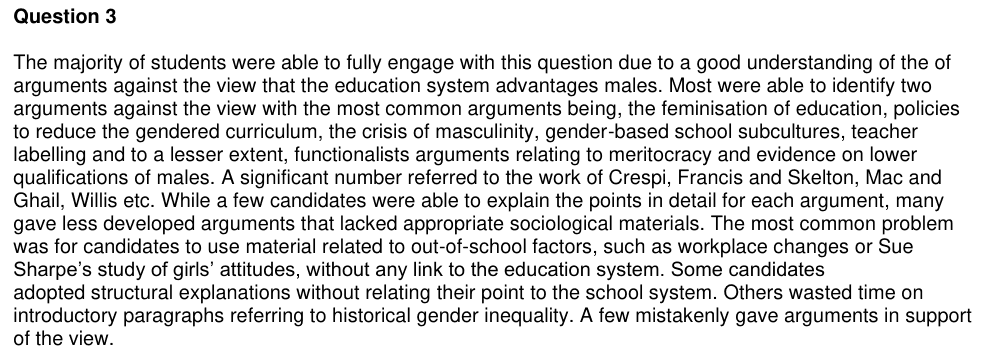 Question 3
The majority of students were able to fully engage with this question due to a good understanding of the of
arguments against the view that the education system advantages males. Most were able to identify two
arguments against the view with the most common arguments being, the feminisation of education, policies
to reduce the gendered curriculum, the crisis of masculinity, gender-based school subcultures, teacher
labelling and to a lesser extent, functionalists arguments relating to meritocracy and evidence on lower
qualifications of males. A significant number referred to the work of Crespi, Francis and Skelton, Mac and
Ghail, Willis etc. While a few candidates were able to explain the points in detail for each argument, many
gave less developed arguments that lacked appropriate sociological materials. The most common problem
was for candidates to use material related to out-of-school factors, such as workplace changes or Sue
Sharpe's study of girls' attitudes, without any link to the education system. Some candidates
adopted structural explanations without relating their point to the school system. Others wasted time on
introductory paragraphs referring to historical gender inequality. A few mistakenly gave arguments in support
of the view.